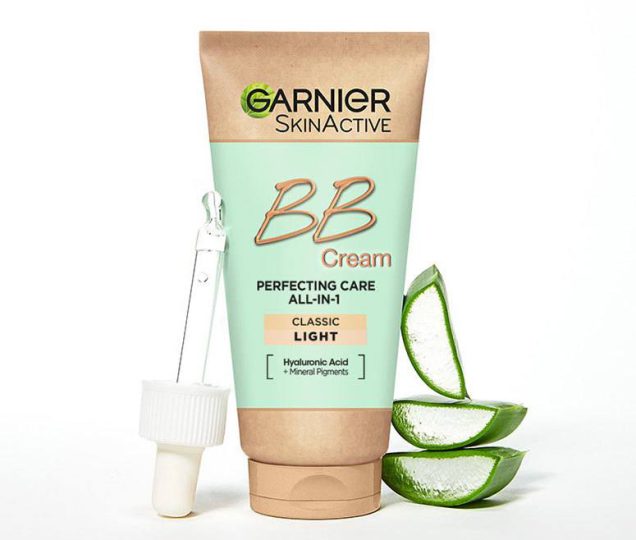 GARNIER
SKINACTIVE
BB
Cream
PERFECTING CARE
ALL-IN-1
CLASSIC
LIGHT
Hyaluronic Acid
+ Mineral Pigments